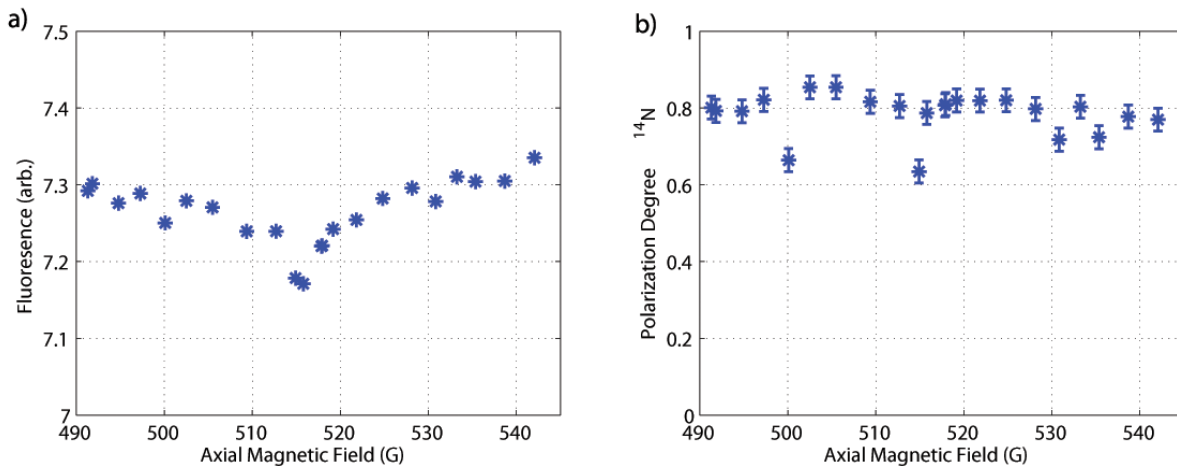 a)
7.5
7.4
7.3
7.2
7.1
7
Fluoresence (arb.)
490 500 510 520 530 540
Axial Magnetic Field (G)
b)
1
0.8
0.6
0.4
0.2
0
Polarization Degree ¹⁴N
490 500 510 520 530 540
Axial Magnetic Field (G)